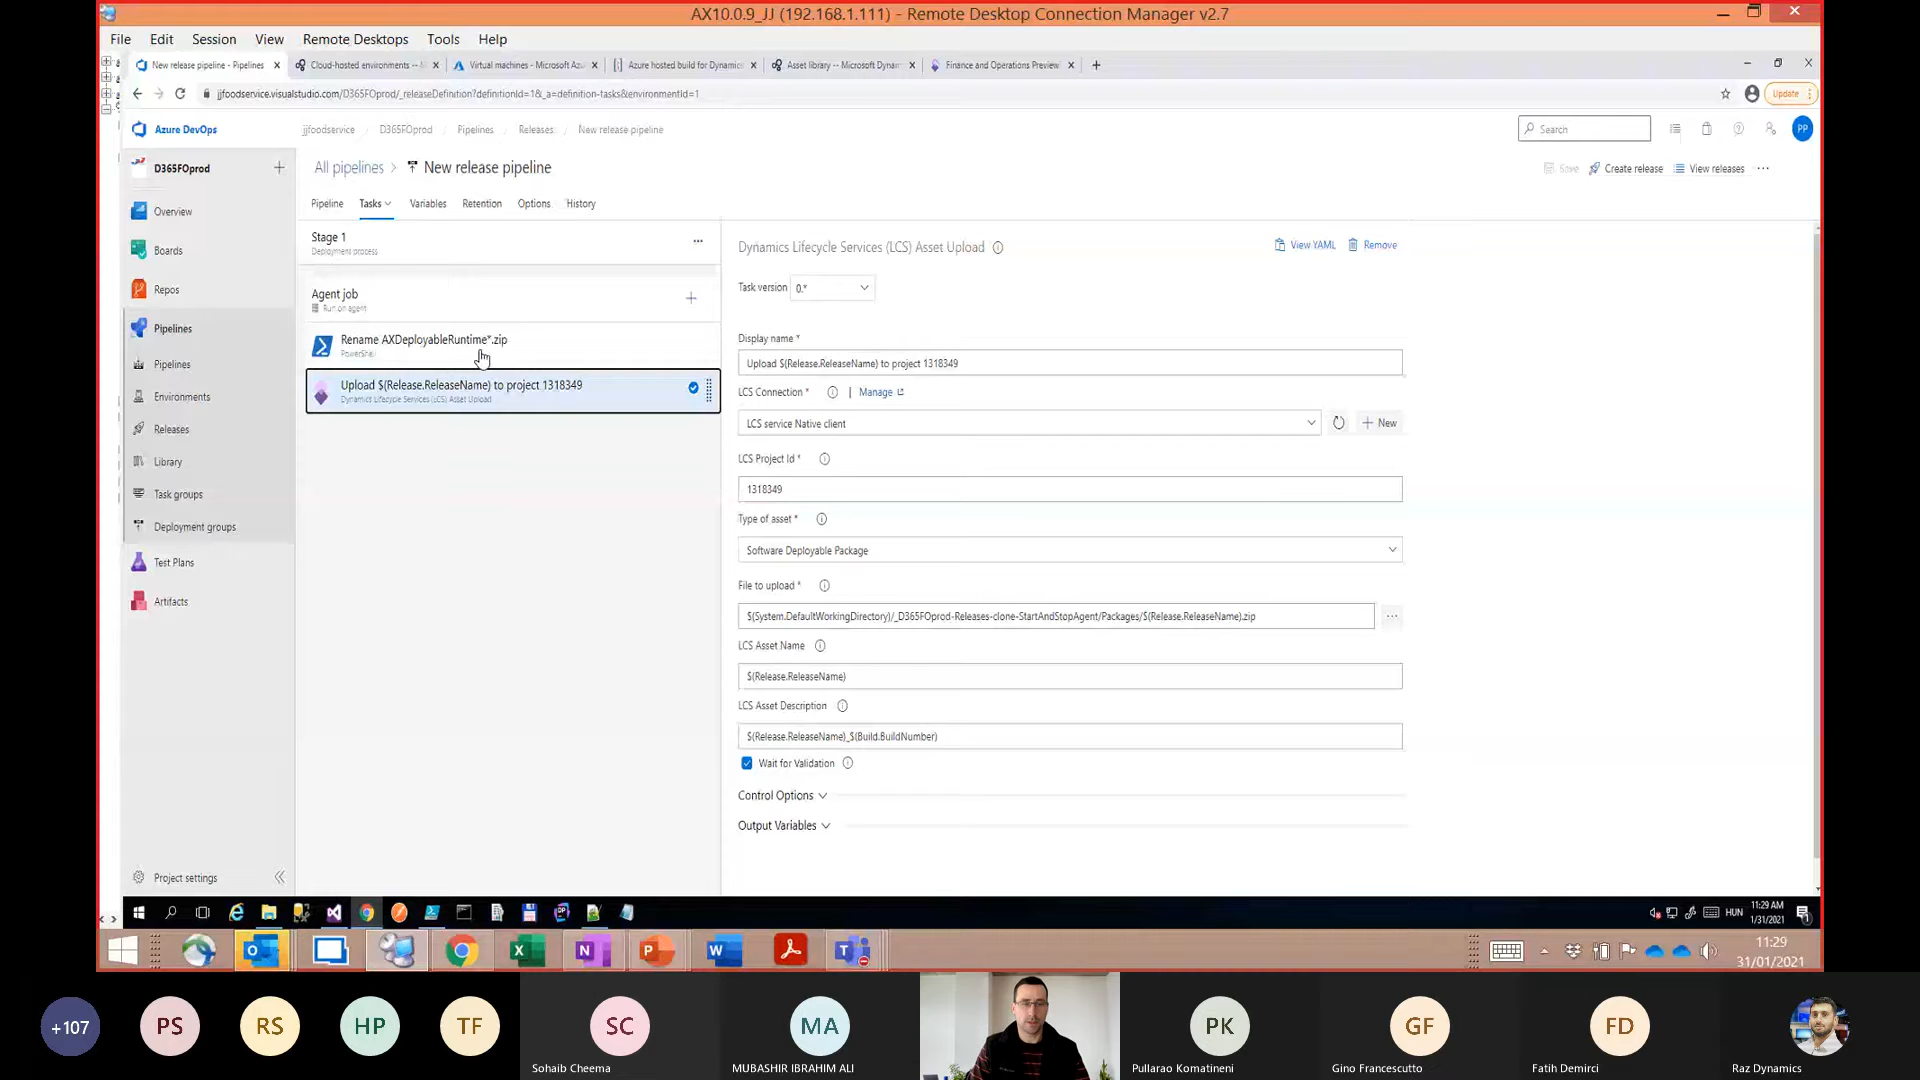 AX10.0.9_JJ (192.168.1.111) - Remote Desktop Connection Manager v2.7
File Edit Session View Remote Desktops Tools Help
New release pipeline - Pipelines
Cloud-hosted environments --
Virtual machines - Microsoft Azu
Azure hosted build for Dynamic
Asset library -- Microsoft Dynam
Finance and Operations Preview
jjfoodservice.visualstudio.com/D365FOprod/_releaseDefinition?definitionId=1&_a=definition-tasks&environmentId=1
Update
Azure DevOps
jjfoodservice / D365FOprod / Pipelines / Releases / New release pipeline
Search
PP
D365FOprod
All pipelines > New release pipeline
Save Create release View releases
Pipeline Tasks Variables Retention Options History
Overview
Boards
Repos
Pipelines
Pipelines
Environments
Releases
Library
Task groups
Deployment groups
Test Plans
Artifacts
Project settings
Stage 1
Deployment process
Agent job
Run on agent
Rename AXDeployableRuntime*.zip
PowerShell
Upload $(Release.ReleaseName) to project 1318349
Dynamics Lifecycle Services (LCS) Asset Upload
Dynamics Lifecycle Services (LCS) Asset Upload
View YAML Remove
Task version 0.*
Display name *
Upload $(Release.ReleaseName) to project 1318349
LCS Connection * | Manage
LCS service Native client
New
LCS Project Id *
1318349
Type of asset *
Software Deployable Package
File to upload *
$(System.DefaultWorkingDirectory)/_D365FOprod-Releases-clone-StartAndStopAgent/Packages/$(Release.ReleaseName).zip
LCS Asset Name
$(Release.ReleaseName)
LCS Asset Description
$(Release.ReleaseName)_$(Build.BuildNumber)
Wait for Validation
Control Options
Output Variables
HUN
11:29 AM
1/31/2021
11:29
31/01/2021
+107
PS
RS
HP
TF
SC
Sohaib Cheema
MA
MUBASHIR IBRAHIM ALI
PK
Pullarao Komatineni
GF
Gino Francescutto
FD
Fatih Demirci
Raz Dynamics